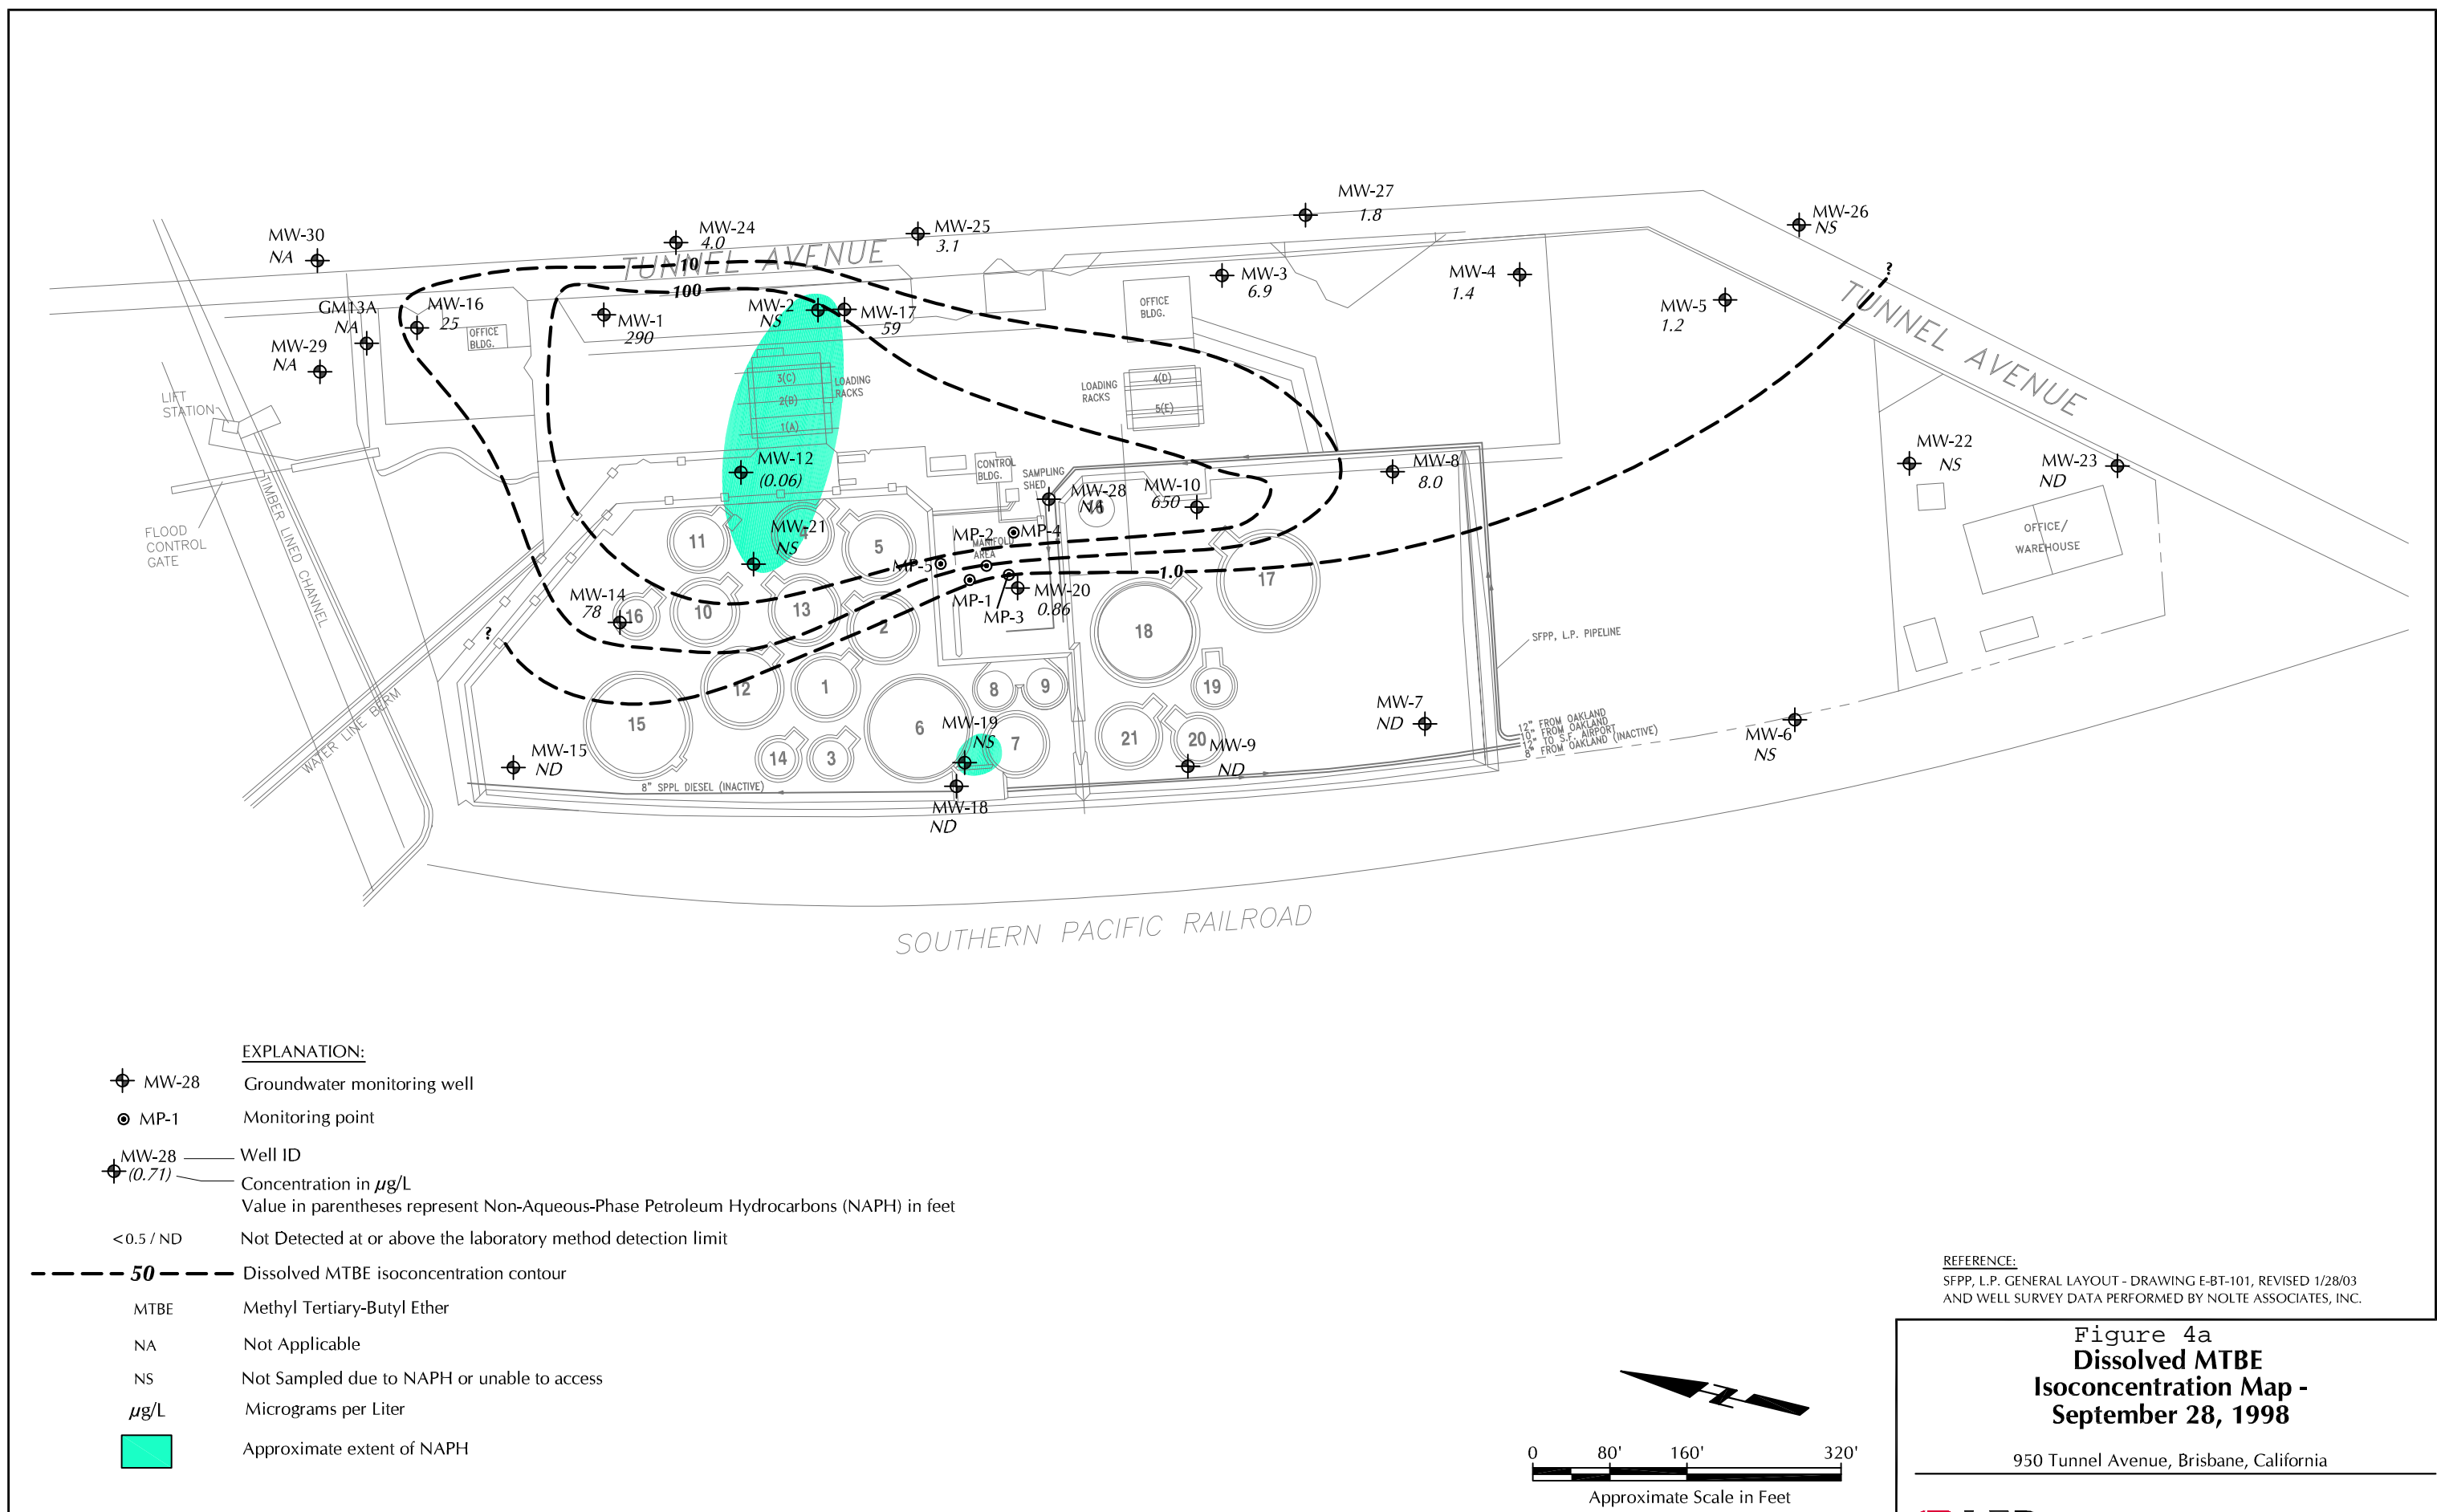 MW-27
1.8
MW-26
NS
MW-24
4.0
MW-25
3.1
MW-30
NA
TUNNEL AVENUE
10
100
MW-3
6.9
MW-4
1.4
MW-5
1.2
?
TUNNEL AVENUE
GM13A
NA
MW-16
25
OFFICE
BLDG.
MW-1
290
MW-2
NS
MW-17
59
OFFICE
BLDG.
MW-29
NA
LIFT
STATION
3(C)
2(B)
1(A)
LOADING
RACKS
LOADING
RACKS
4(D)
5(E)
MW-12
(0.06)
CONTROL
BLDG.
SAMPLING
SHED
MW-28
MW-10
650
MW-8
8.0
MW-22
NS
MW-23
ND
OFFICE/
WAREHOUSE
TIMBER LINED CHANNEL
FLOOD
CONTROL
GATE
11
MW-21
NS
4
5
MP-2
MP-4
MANIFOLD
AREA
MP-5
MP-1
MP-3
MW-20
0.86
1.0
17
MW-14
78
16
10
13
2
18
?
SFPP, L.P. PIPELINE
WATER LINE BERM
15
12
1
8
9
19
6
MW-19
NS
7
21
20
MW-9
ND
MW-7
ND
12" FROM OAKLAND
10" FROM OAKLAND
12" TO S.F. AIRPORT
8" FROM OAKLAND (INACTIVE)
MW-6
NS
MW-15
ND
14
3
8" SPPL DIESEL (INACTIVE)
MW-18
ND
SOUTHERN PACIFIC RAILROAD
EXPLANATION:
MW-28 Groundwater monitoring well
MP-1 Monitoring point
MW-28 Well ID
(0.71) Concentration in µg/L
Value in parentheses represent Non-Aqueous-Phase Petroleum Hydrocarbons (NAPH) in feet
<0.5 / ND Not Detected at or above the laboratory method detection limit
50 Dissolved MTBE isoconcentration contour
MTBE Methyl Tertiary-Butyl Ether
NA Not Applicable
NS Not Sampled due to NAPH or unable to access
µg/L Micrograms per Liter
Approximate extent of NAPH
REFERENCE:
SFPP, L.P. GENERAL LAYOUT - DRAWING E-BT-101, REVISED 1/28/03
AND WELL SURVEY DATA PERFORMED BY NOLTE ASSOCIATES, INC.
Z
0 80' 160' 320'
Approximate Scale in Feet
Figure 4a
Dissolved MTBE
Isoconcentration Map -
September 28, 1998
950 Tunnel Avenue, Brisbane, California